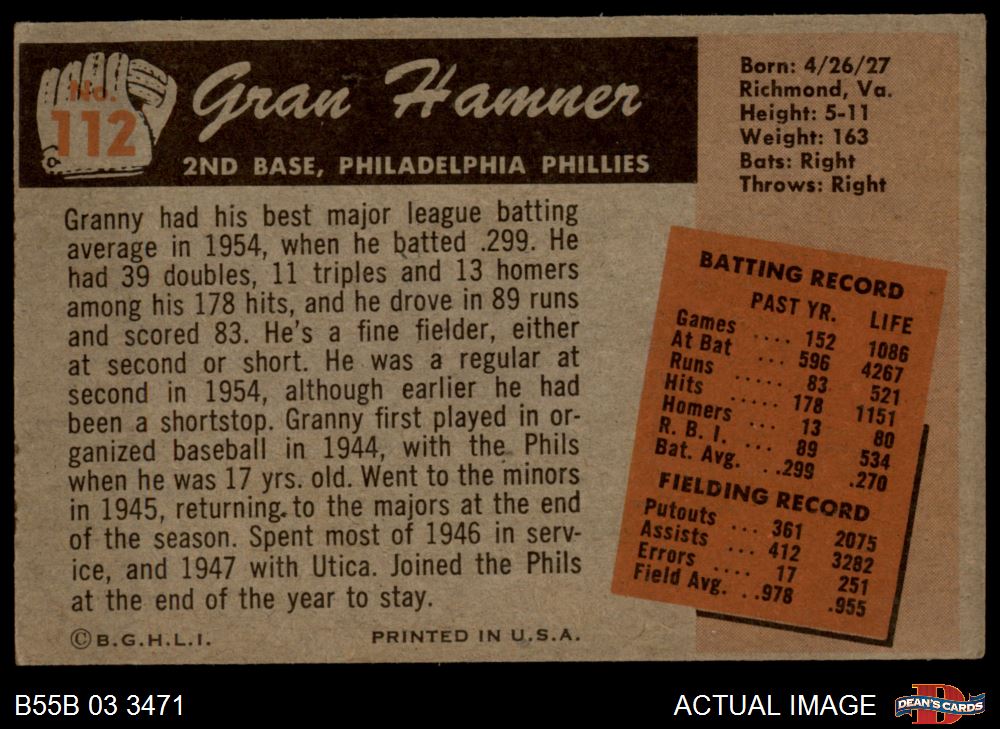 No.
112
Gran Hamner
2ND BASE, PHILADELPHIA PHILLIES
Born: 4/26/27
Richmond, Va.
Height: 5-11
Weight: 163
Bats: Right
Throws: Right
Granny had his best major league batting
average in 1954, when he batted .299. He
had 39 doubles, 11 triples and 13 homers
among his 178 hits, and he drove in 89 runs
and scored 83. He's a fine fielder, either
at second or short. He was a regular at
second in 1954, although earlier he had
been a shortstop. Granny first played in or-
ganized baseball in 1944, with the Phils
when he was 17 yrs. old. Went to the minors
in 1945, returning to the majors at the end
of the season. Spent most of 1946 in serv-
ice, and 1947 with Utica. Joined the Phils
at the end of the year to stay.
BATTING RECORD
PAST YR. LIFE
Games .... 152 1086
At Bat ... 596 4267
Runs ..... 83 521
Hits ..... 178 1151
Homers .... 13 80
R. B. I. ... 89 534
Bat. Avg. . .299 .270
FIELDING RECORD
Putouts ... 361 2075
Assists ... 412 3282
Errors .... 17 251
Field Avg. . .978 .955
© B.G.H.L.I.
PRINTED IN U.S.A.
B55B 03 3471
ACTUAL IMAGE
DEAN'S CARDS